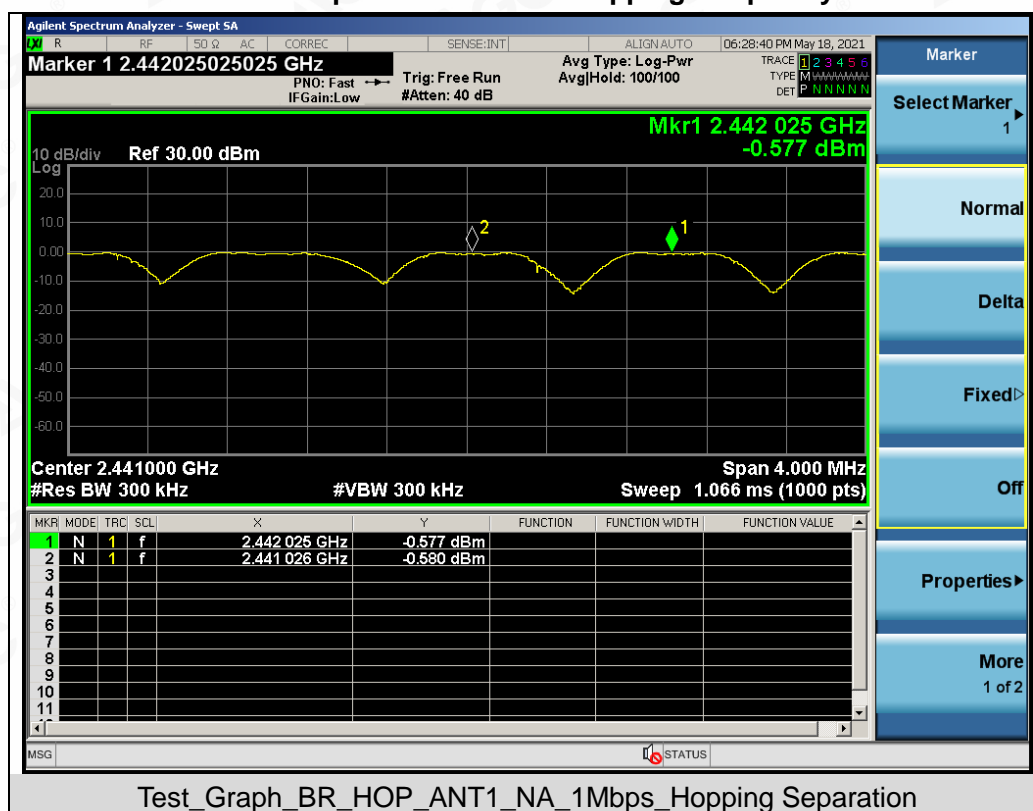 Agilent Spectrum Analyzer - Swept SA
LXI R RF 50 Ω AC CORREC SENSE:INT ALIGN AUTO 06:28:40 PM May 18, 2021
Marker 1 2.442025025025 GHz
PNO: Fast
IFGain:Low
Trig: Free Run
#Atten: 40 dB
Avg Type: Log-Pwr
Avg|Hold: 100/100
TRACE 1 2 3 4 5 6
TYPE M WWWWW
DET P N N N N N
Mkr1 2.442 025 GHz
-0.577 dBm
10 dB/div Ref 30.00 dBm
Log
20.0
10.0
0.00
-10.0
-20.0
-30.0
-40.0
-50.0
-60.0
2
1
Center 2.441000 GHz Span 4.000 MHz
#Res BW 300 kHz #VBW 300 kHz Sweep 1.066 ms (1000 pts)
MKR MODE TRC SCL X Y FUNCTION FUNCTION WIDTH FUNCTION VALUE
1 N 1 f 2.442 025 GHz -0.577 dBm
2 N 1 f 2.441 026 GHz -0.580 dBm
3
4
5
6
7
8
9
10
11
MSG STATUS
Marker
Select Marker
1
Normal
Delta
Fixed
Off
Properties
More
1 of 2
Test_Graph_BR_HOP_ANT1_NA_1Mbps_Hopping Separation